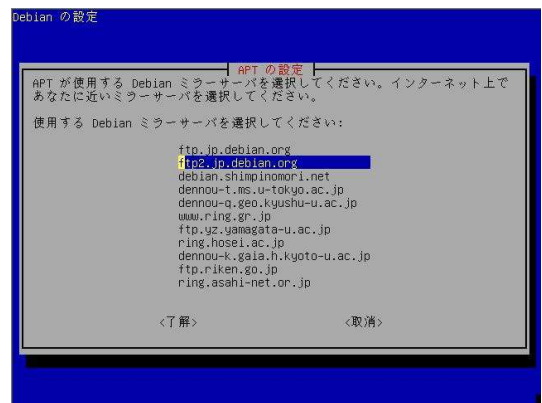 Debian の設定
APT の設定
APT が使用する Debian ミラーサーバを選択してください。インターネット上で
あなたに近いミラーサーバを選択してください。
使用する Debian ミラーサーバを選択してください:
ftp.jp.debian.org
ftp2.jp.debian.org
debian.shimpinomori.net
dennou-t.ms.u-tokyo.ac.jp
dennou-q.geo.kyushu-u.ac.jp
www.ring.gr.jp
ftp.yz.yamagata-u.ac.jp
ring.hosei.ac.jp
dennou-k.gaia.h.kyoto-u.ac.jp
ftp.riken.go.jp
ring.asahi-net.or.jp
<了解> <取消>